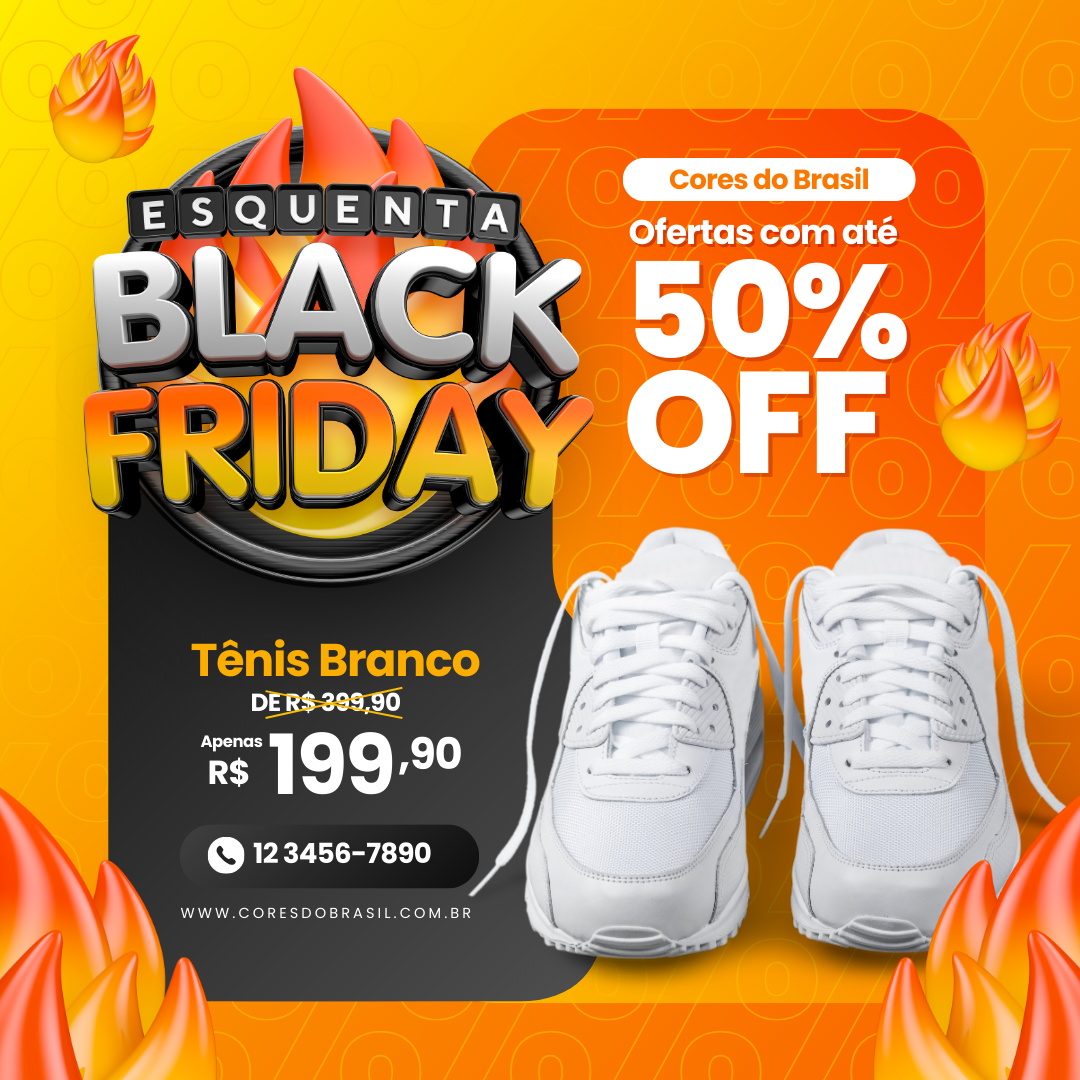 ESQUENTA
BLACK
FRIDAY
Cores do Brasil
Ofertas com até
50%
OFF
Tênis Branco
DE R$ 399,90
Apenas
R$ 199,90
12 3456-7890
WWW.CORESDOBRASIL.COM.BR